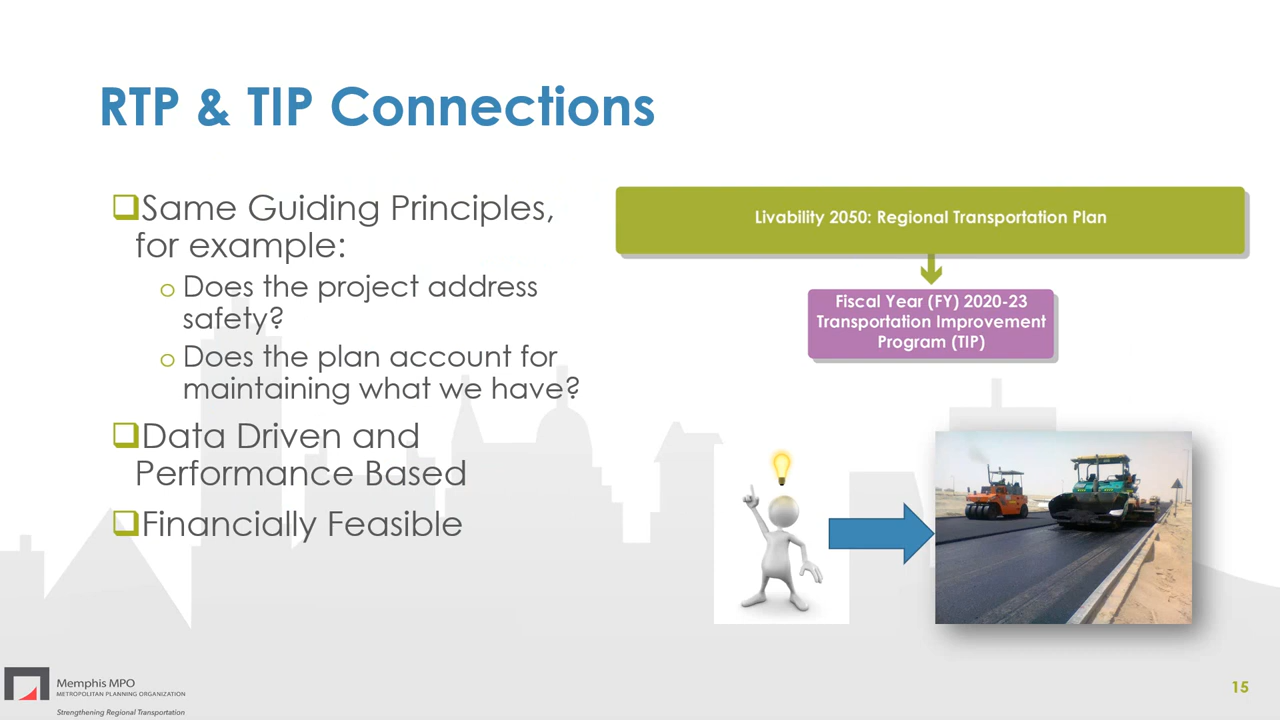 RTP & TIP Connections
Same Guiding Principles,
for example:
o Does the project address
safety?
o Does the plan account for
maintaining what we have?
Data Driven and
Performance Based
Financially Feasible
Livability 2050: Regional Transportation Plan
Fiscal Year (FY) 2020-23
Transportation Improvement
Program (TIP)
Memphis MPO
METROPOLITAN PLANNING ORGANIZATION
Strengthening Regional Transportation
15